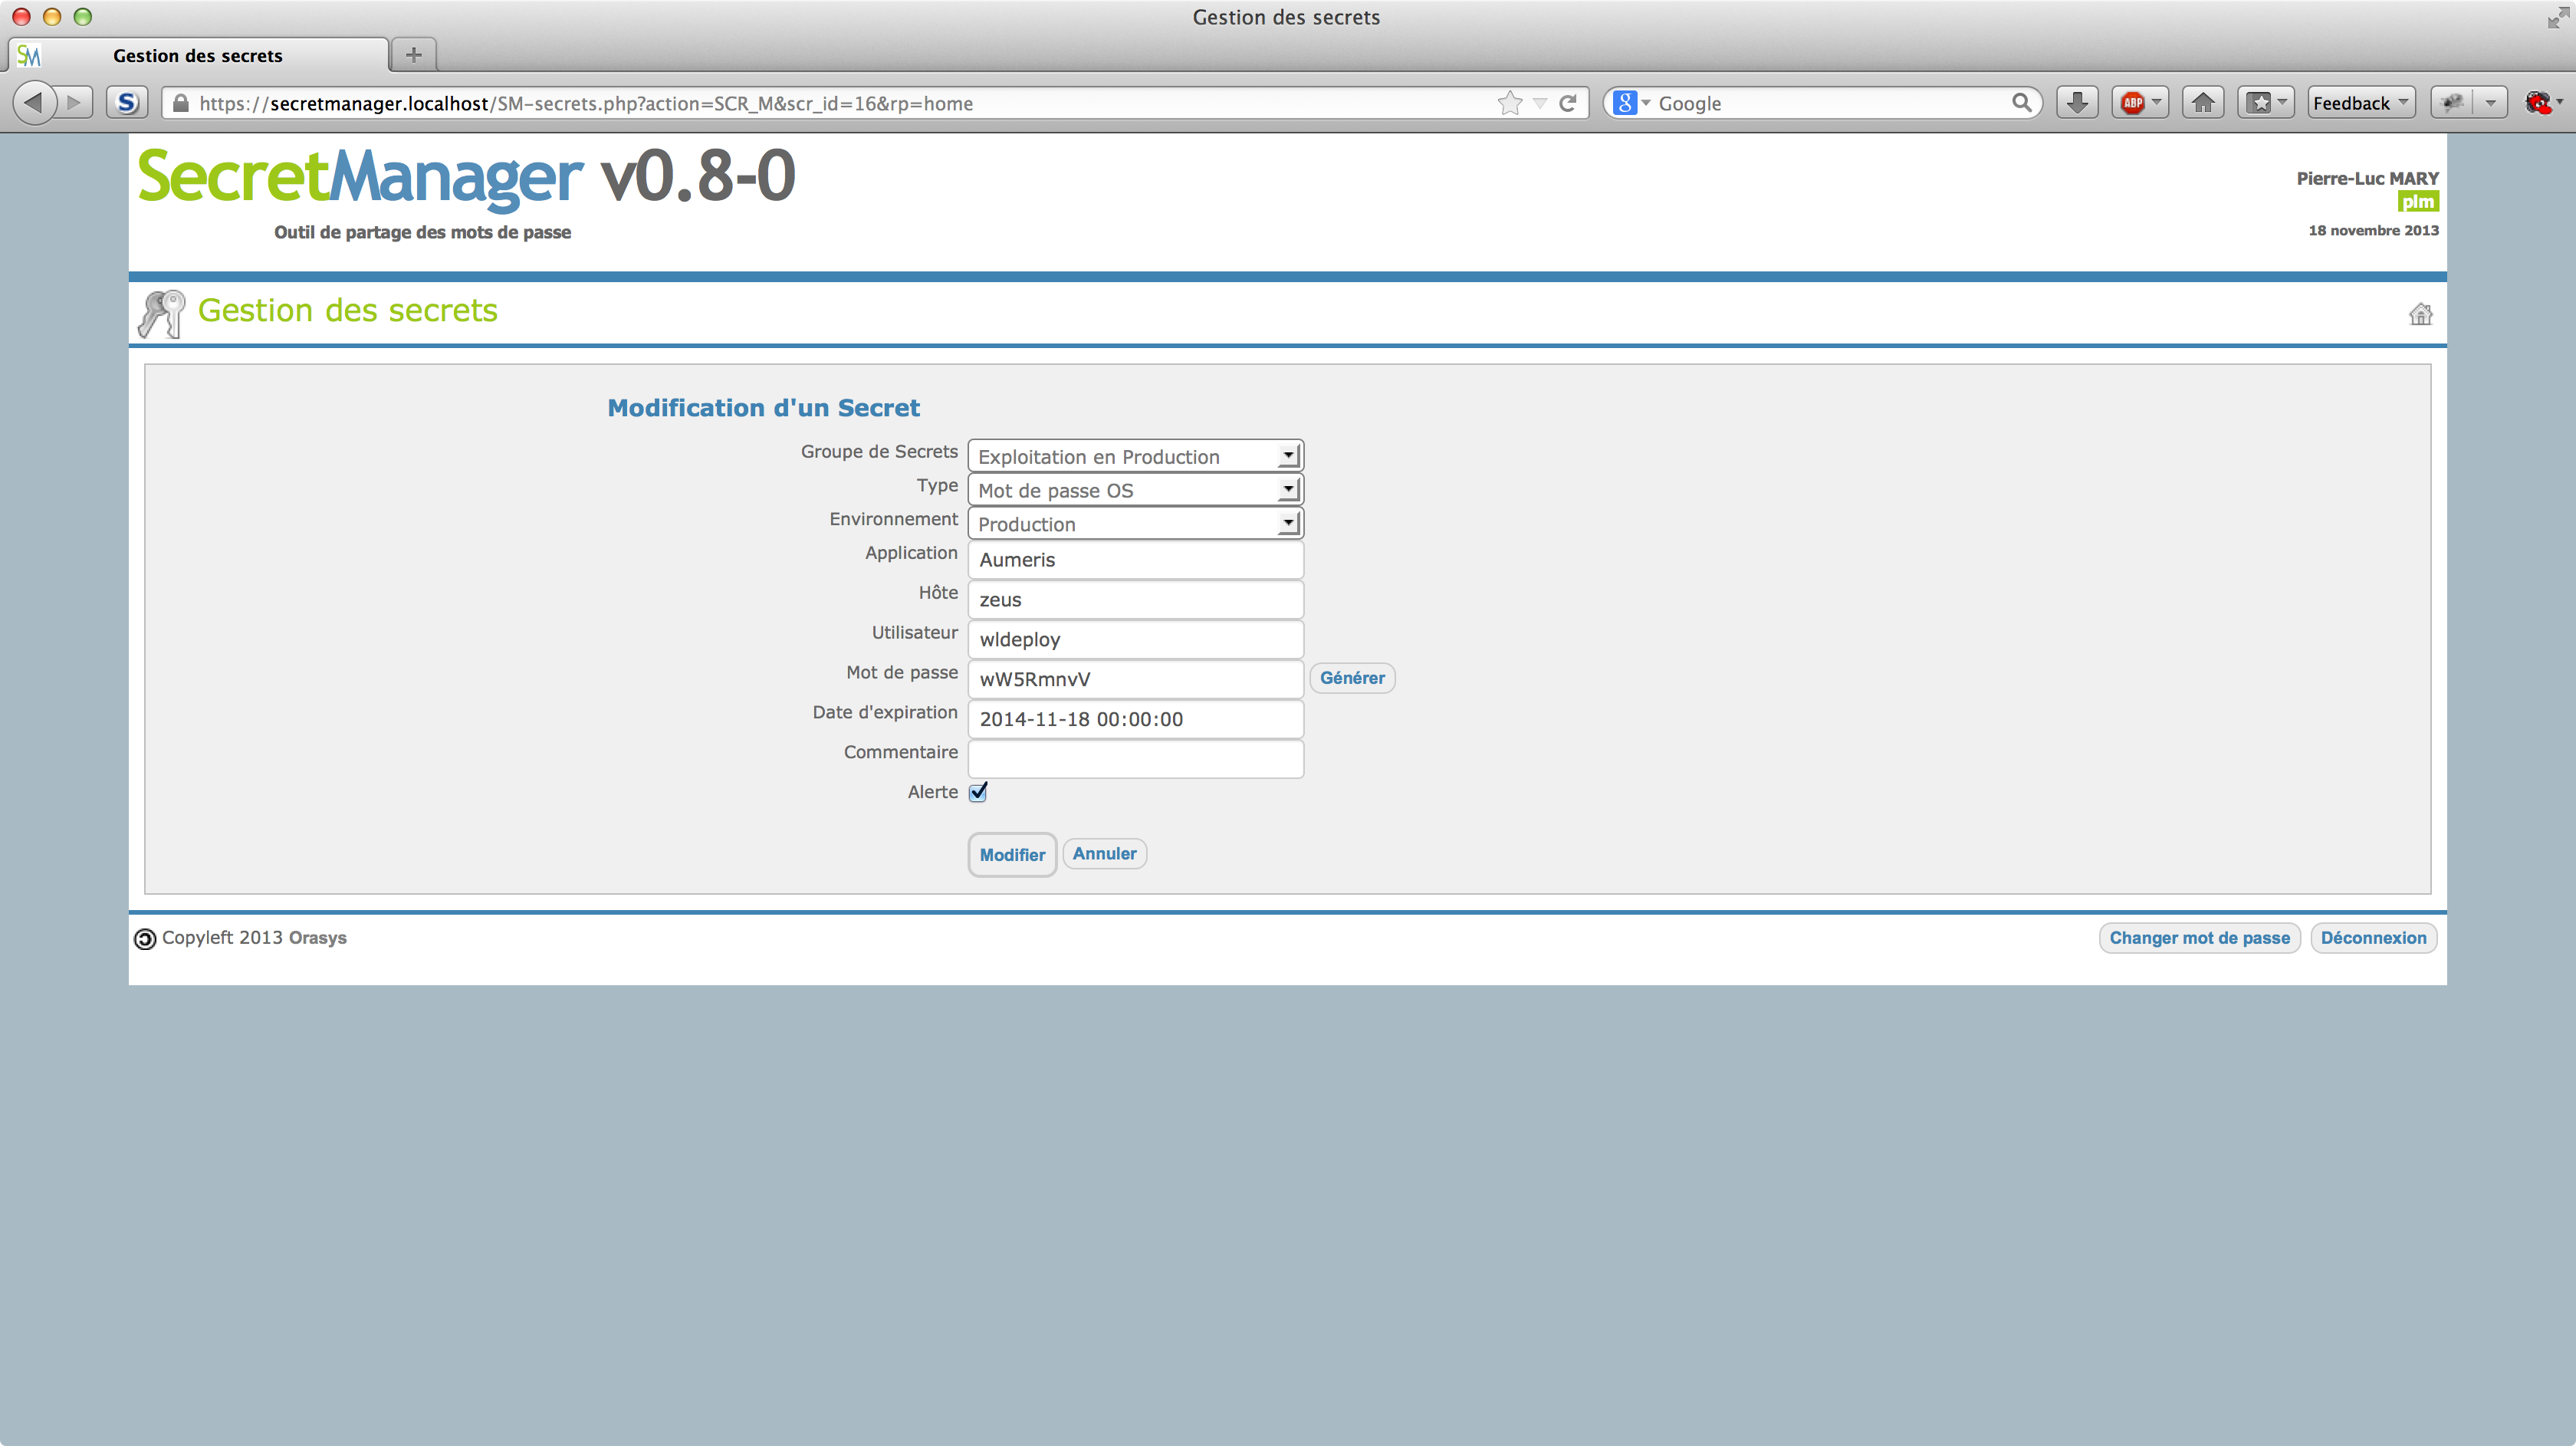 Gestion des secrets
SM Gestion des secrets
S https://secretmanager.localhost/SM-secrets.php?action=SCR_M&scr_id=16&rp=home g Google ABP Feedback
SecretManager v0.8-0
Outil de partage des mots de passe
Pierre-Luc MARY
plm
18 novembre 2013
Gestion des secrets
Modification d'un Secret
Groupe de Secrets Exploitation en Production
Type Mot de passe OS
Environnement Production
Application Aumeris
Hôte zeus
Utilisateur wldeploy
Mot de passe wW5RmnvV Générer
Date d'expiration 2014-11-18 00:00:00
Commentaire
Alerte
Modifier Annuler
Copyleft 2013 Orasys Changer mot de passe Déconnexion